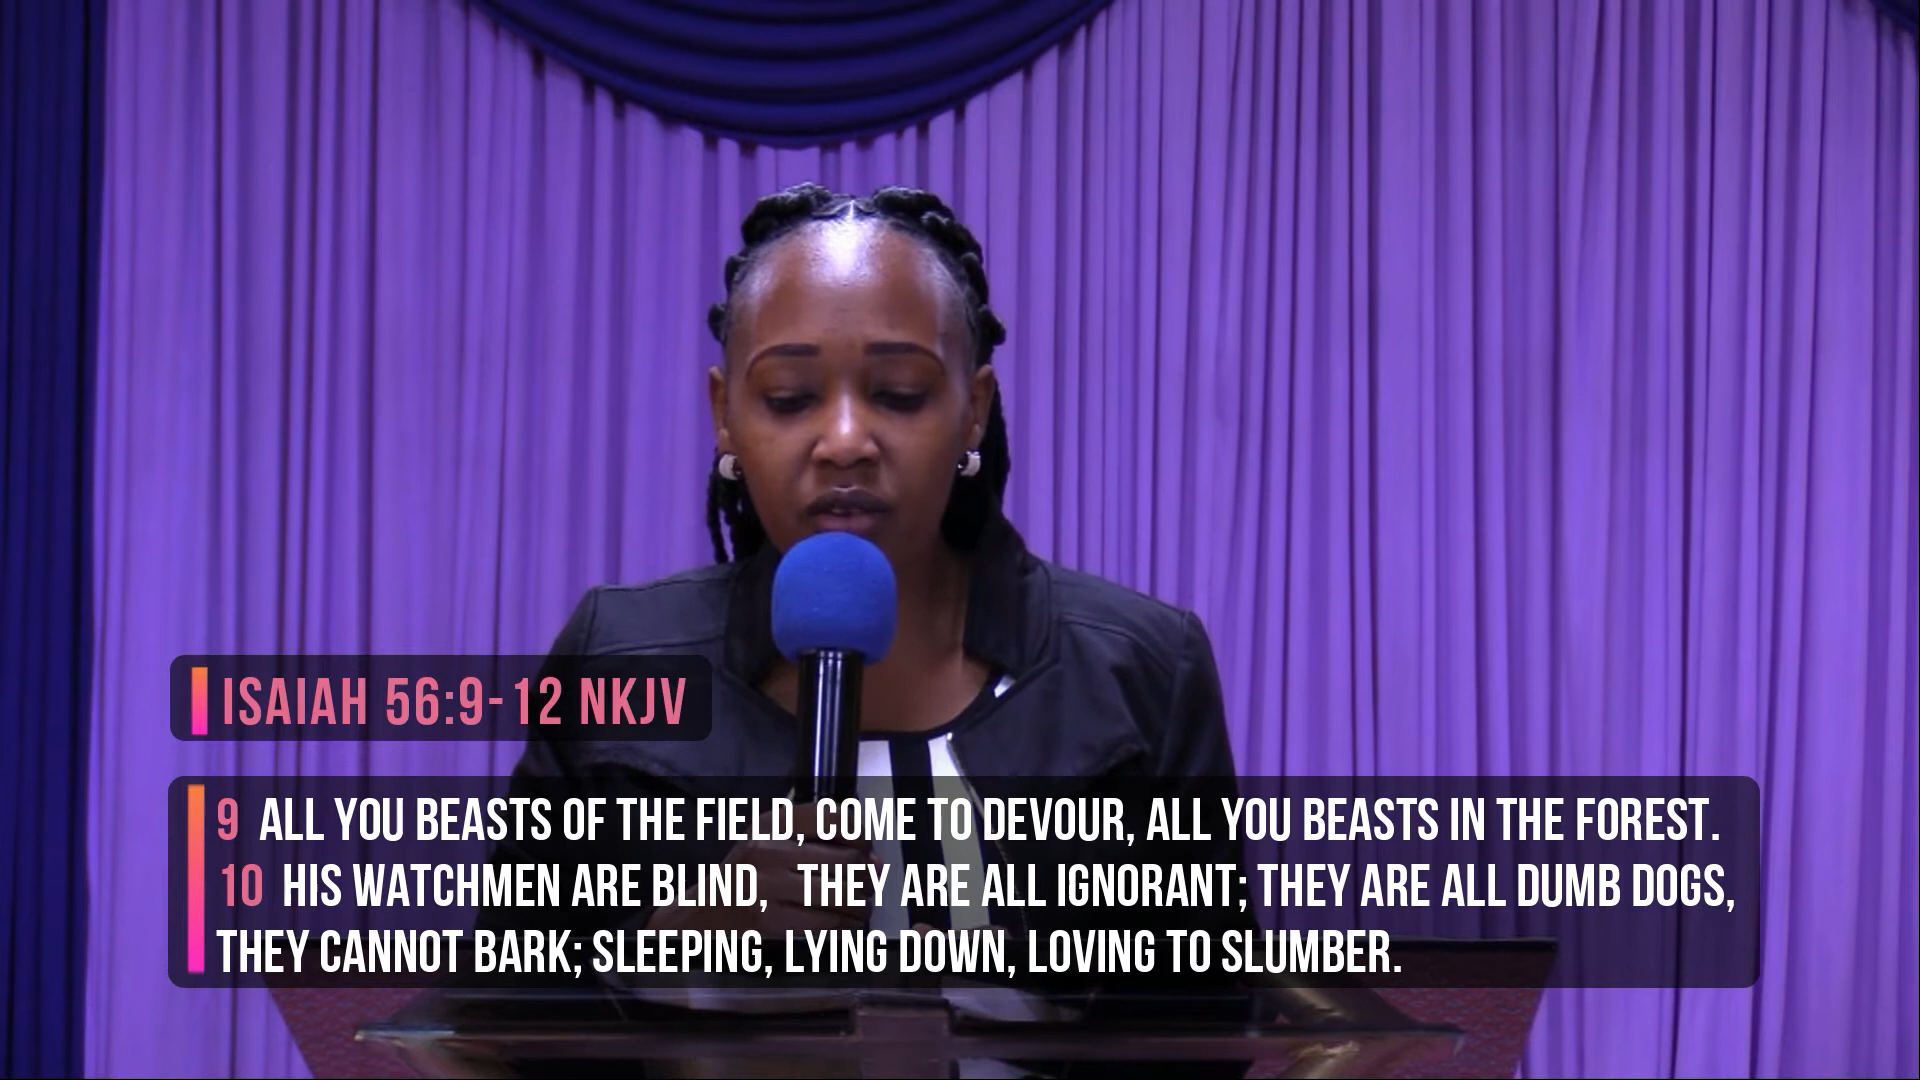 ISAIAH 56:9-12 NKJV
9 ALL YOU BEASTS OF THE FIELD, COME TO DEVOUR, ALL YOU BEASTS IN THE FOREST.
10 HIS WATCHMEN ARE BLIND, THEY ARE ALL IGNORANT; THEY ARE ALL DUMB DOGS,
THEY CANNOT BARK; SLEEPING, LYING DOWN, LOVING TO SLUMBER.